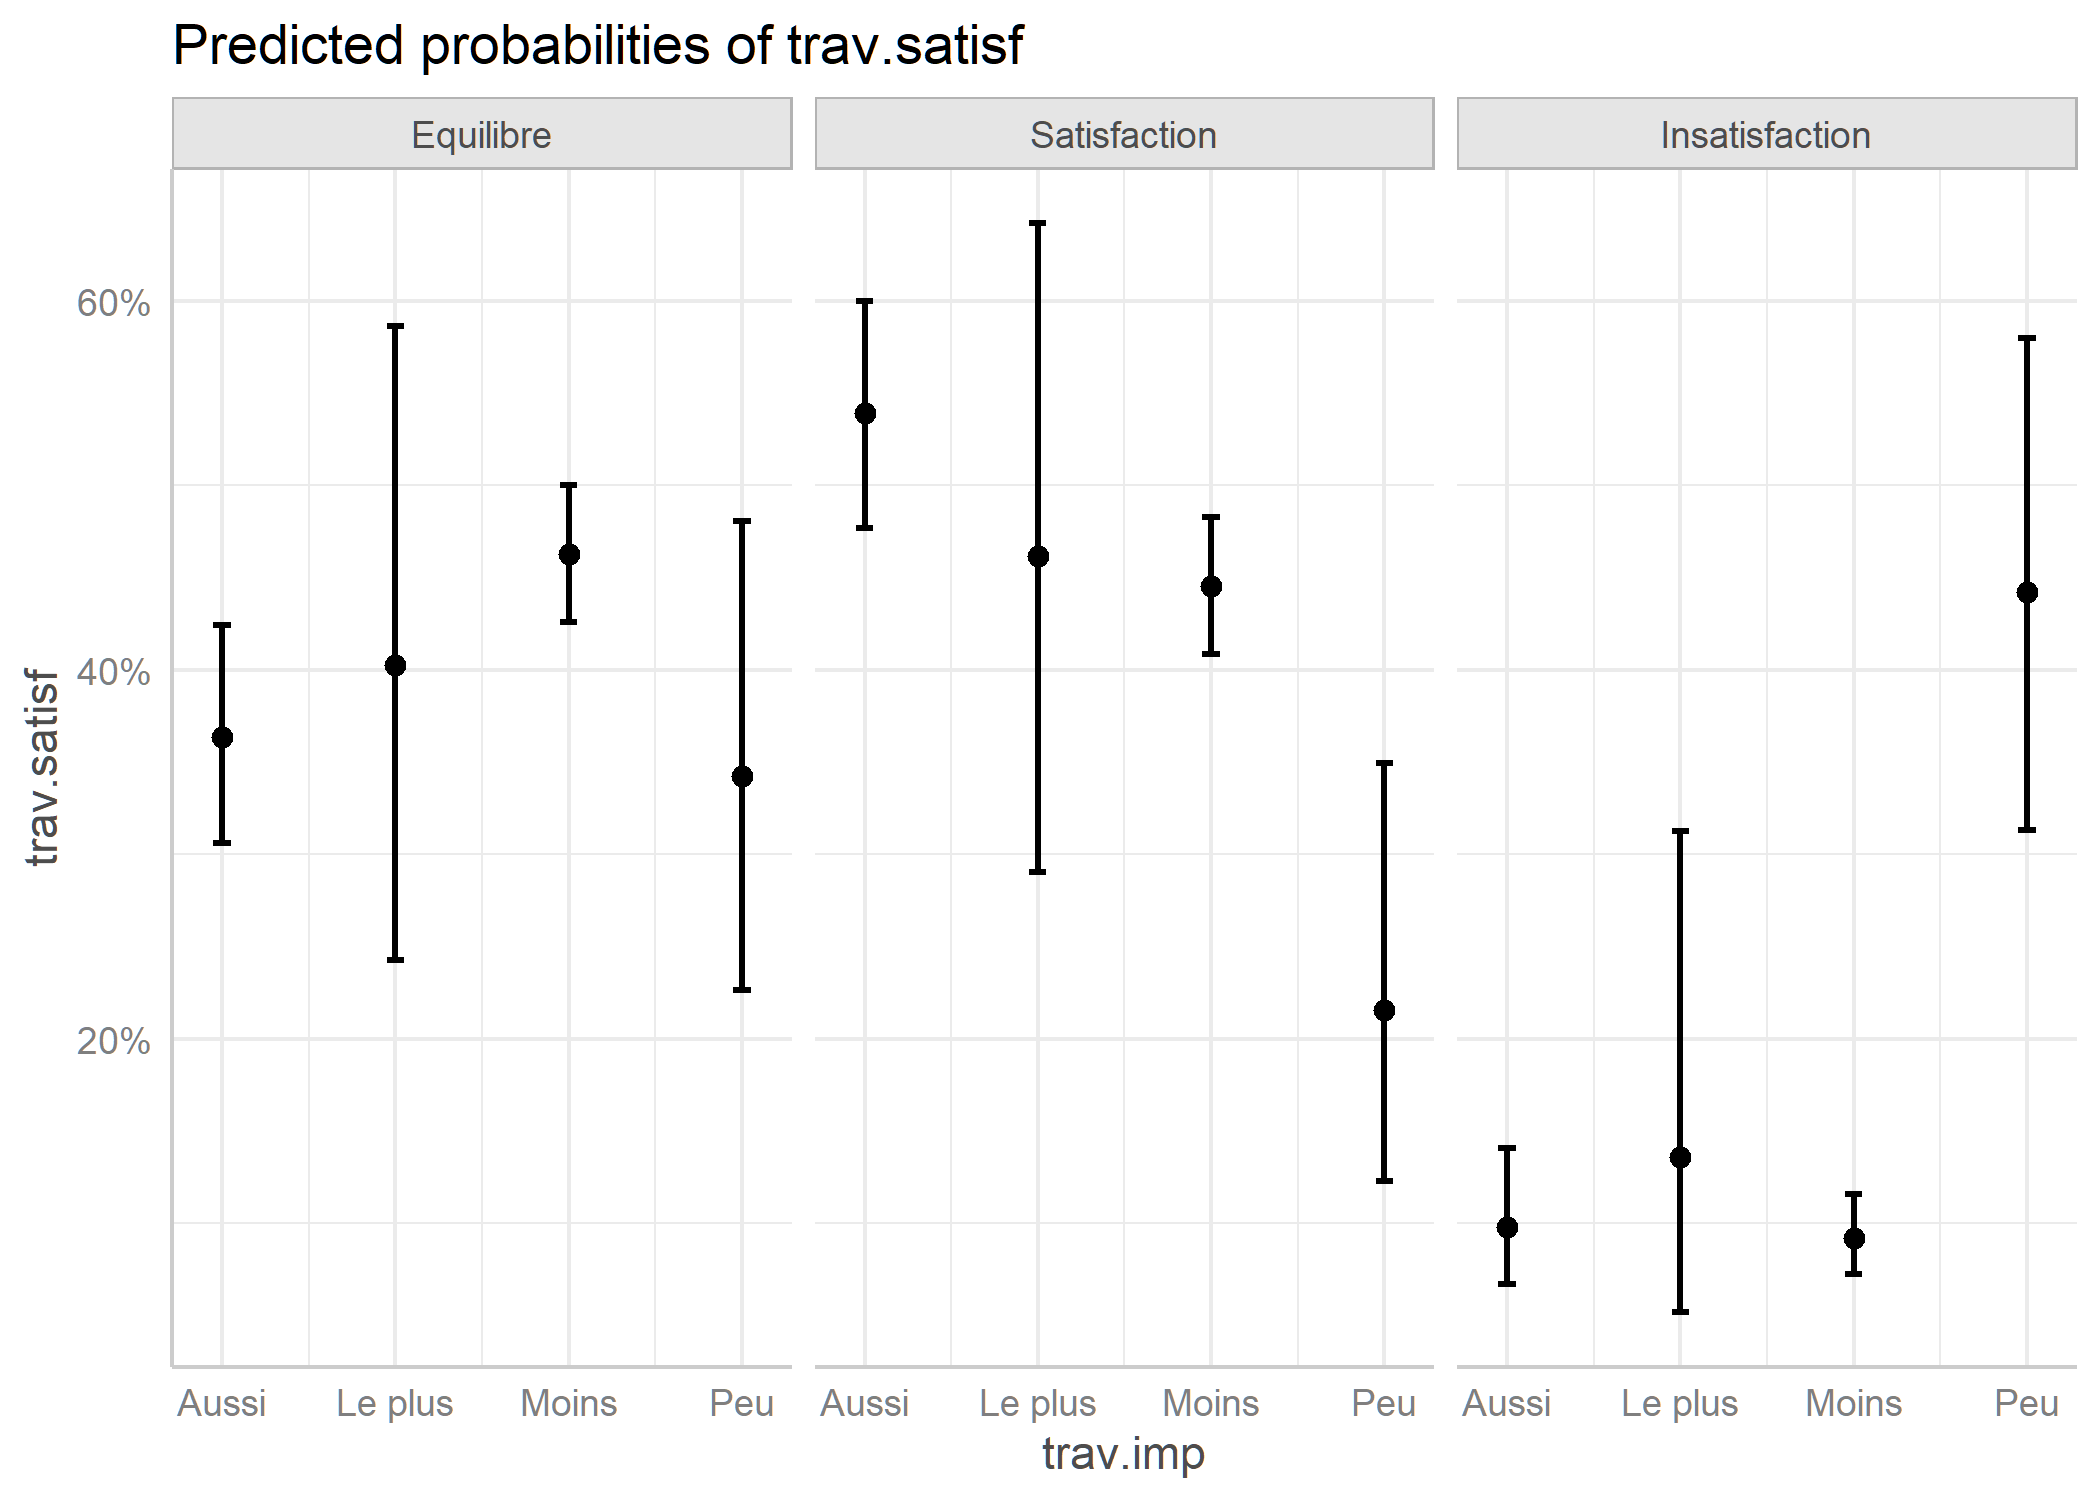 Predicted probabilities of trav.satisf
Equilibre Satisfaction Insatisfaction
60%
40%
20%
trav.satisf
Aussi Le plus Moins Peu Aussi Le plus Moins Peu Aussi Le plus Moins Peu
trav.imp